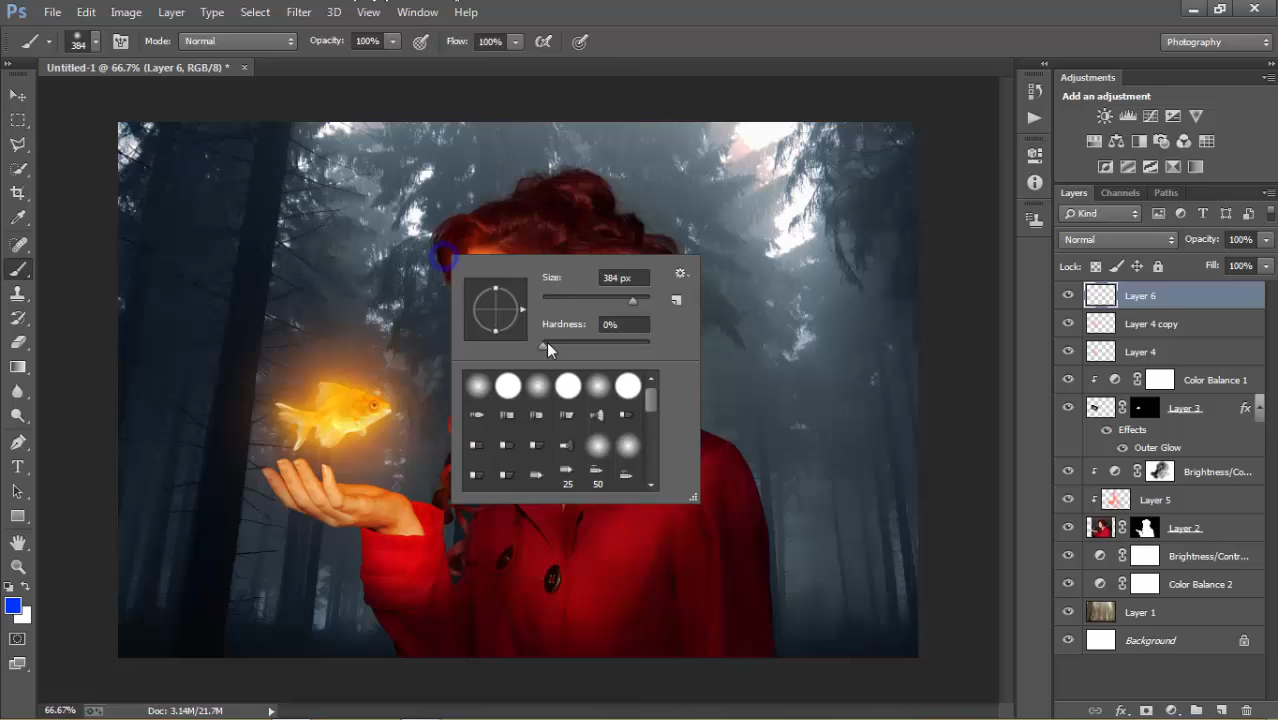 Ps File Edit Image Layer Type Select Filter 3D View Window Help
384 Mode: Normal Opacity: 100% Flow: 100% Photography
Untitled-1 @ 66.7% (Layer 6, RGB/8) * ×
Adjustments
Add an adjustment
Layers Channels Paths
Kind
Normal Opacity: 100%
Lock: Fill: 100%
Layer 6
Layer 4 copy
Layer 4
Color Balance 1
Layer 3 fx
Effects
Outer Glow
Brightness/Co...
Layer 5
Layer 2
Brightness/Contr...
Color Balance 2
Layer 1
Background
Size: 384 px
Hardness: 0%
25 50
T
66.67% Doc: 3.14M/21.7M
fx